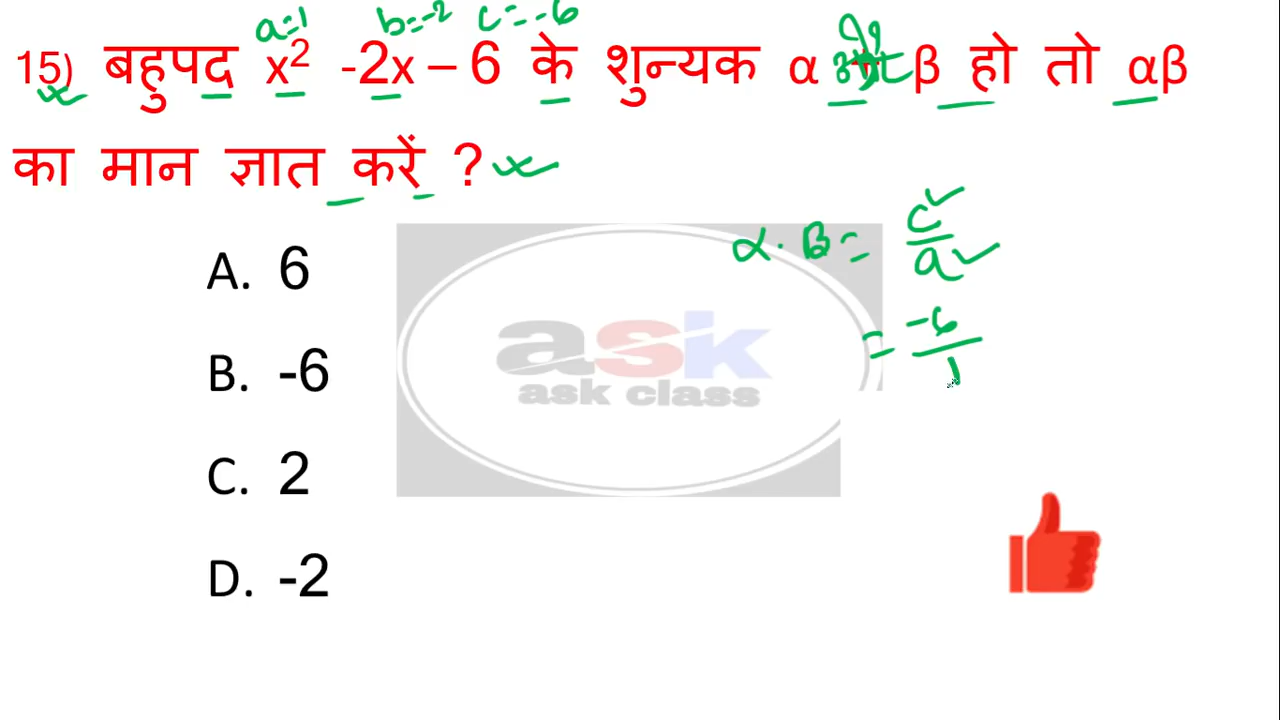 a=1 b=-2 c=-6
15) बहुपद x² -2x – 6 के शुन्यक α और β हो तो αβ
का मान ज्ञात करें ?
α·β = c/a
= -6/1
A. 6
B. -6
C. 2
D. -2
ask
ask class